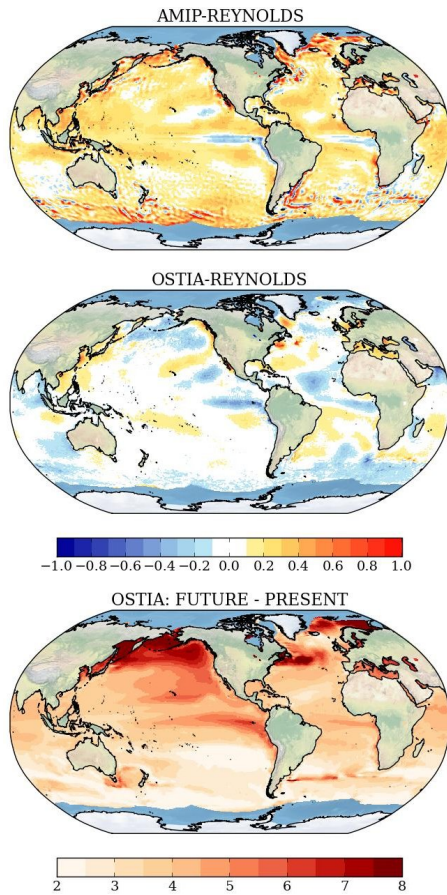 AMIP-REYNOLDS
OSTIA-REYNOLDS
−1.0 −0.8 −0.6 −0.4 −0.2 0.0 0.2 0.4 0.6 0.8 1.0
OSTIA: FUTURE - PRESENT
2 3 4 5 6 7 8